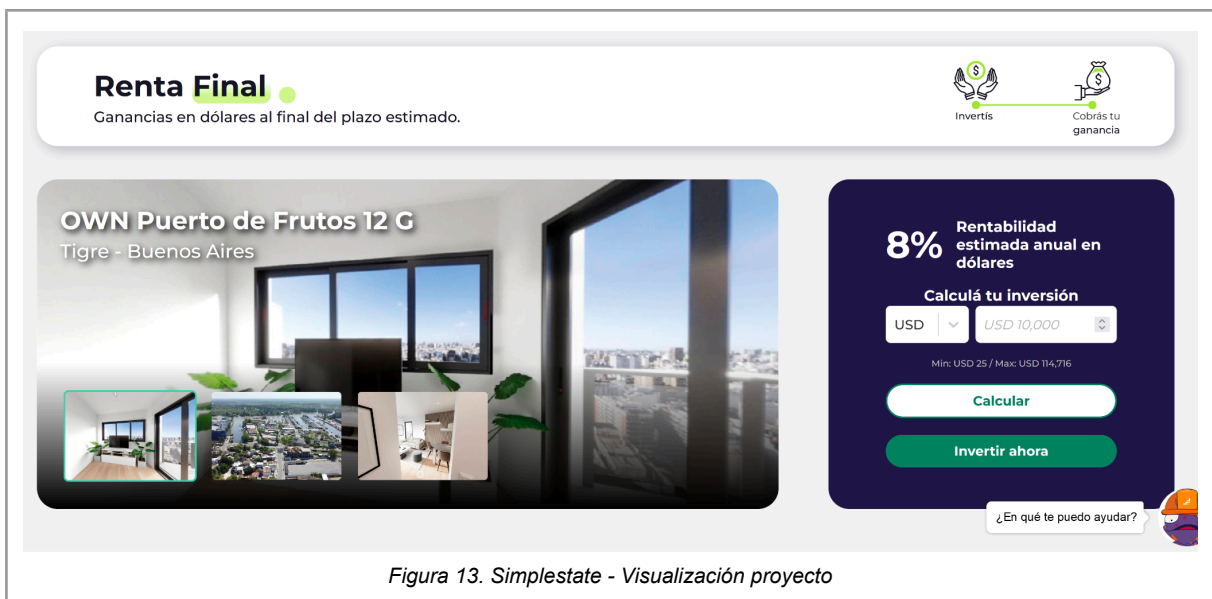 Renta Final
Ganancias en dólares al final del plazo estimado.
Invertís
Cobrás tu
ganancia
OWN Puerto de Frutos 12 G
Tigre - Buenos Aires
8%
Rentabilidad
estimada anual en
dólares
Calculá tu inversión
USD
USD 10,000
Min: USD 25 / Max: USD 114,716
Calcular
Invertir ahora
¿En qué te puedo ayudar?
Figura 13. Simplestate - Visualización proyecto